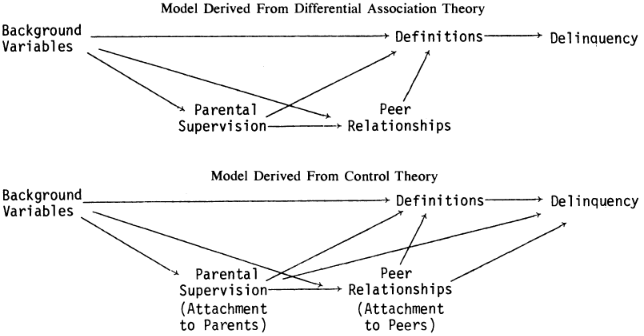 Model Derived From Differential Association Theory
Background
Variables
Definitions
Delinquency
Parental
Supervision
Peer
Relationships
Model Derived From Control Theory
Background
Variables
Definitions
Delinquency
Parental
Supervision
(Attachment
to Parents)
Peer
Relationships
(Attachment
to Peers)